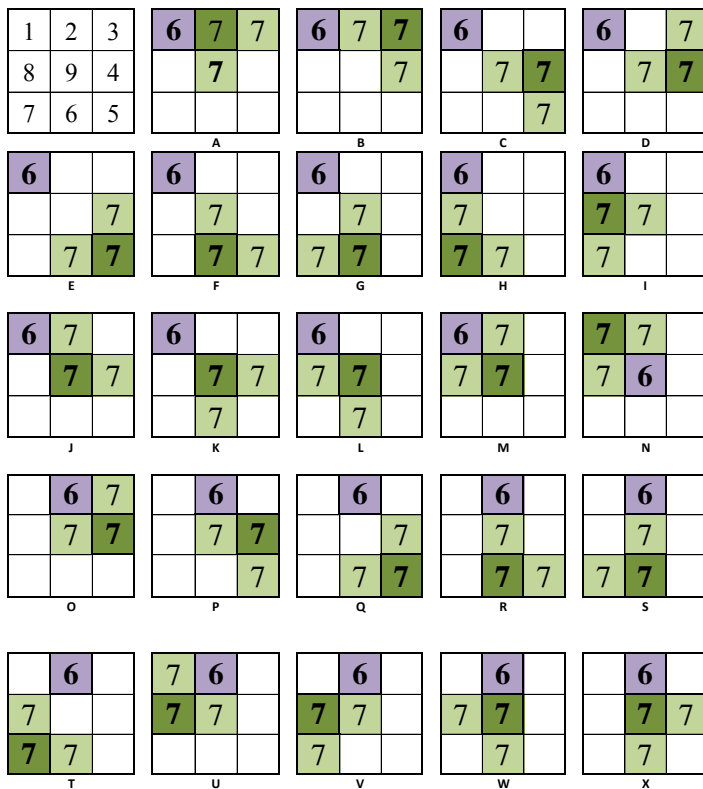 1 2 3 6 7 7 6 7 7 6 6 7
8 9 4 7 7 7 7 7 7
7 6 5 7
A B C D
6 6 6 6 6
7 7 7 7 7 7
7 7 7 7 7 7 7 7 7
E F G H I
6 7 6 6 6 7 7 7
7 7 7 7 7 7 7 7 7 6
7 7
J K L M N
6 7 6 6 6 6
7 7 7 7 7 7 7
7 7 7 7 7 7 7
O P Q R S
6 7 6 6 6 6
7 7 7 7 7 7 7 7 7
7 7 7 7 7
T U V W X